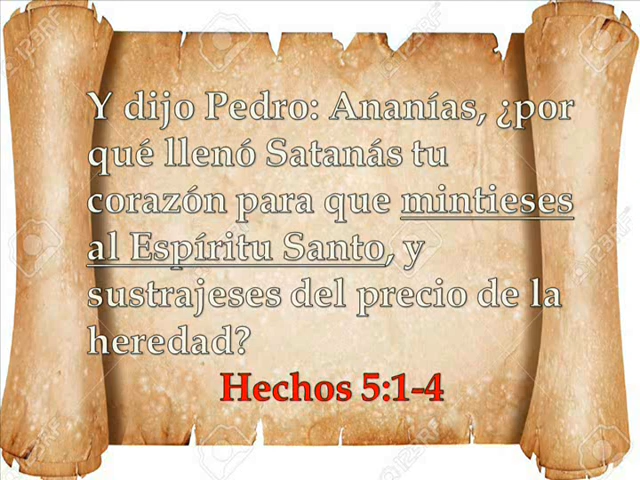 Y dijo Pedro: Ananías, ¿por
qué llenó Satanás tu
corazón para que mintieses
al Espíritu Santo, y
sustrajeses del precio de la
heredad?
Hechos 5:1-4